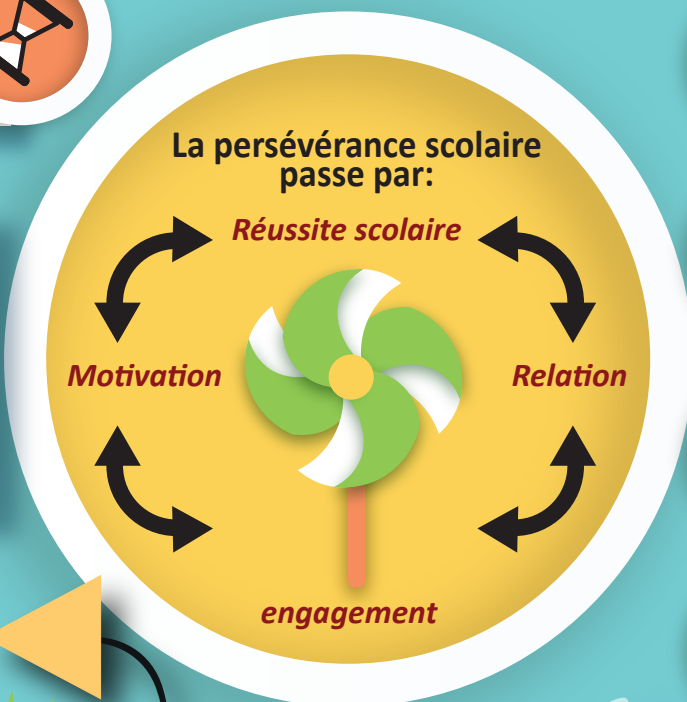 La persévérance scolaire
passe par:
Réussite scolaire
Motivation
Relation
engagement